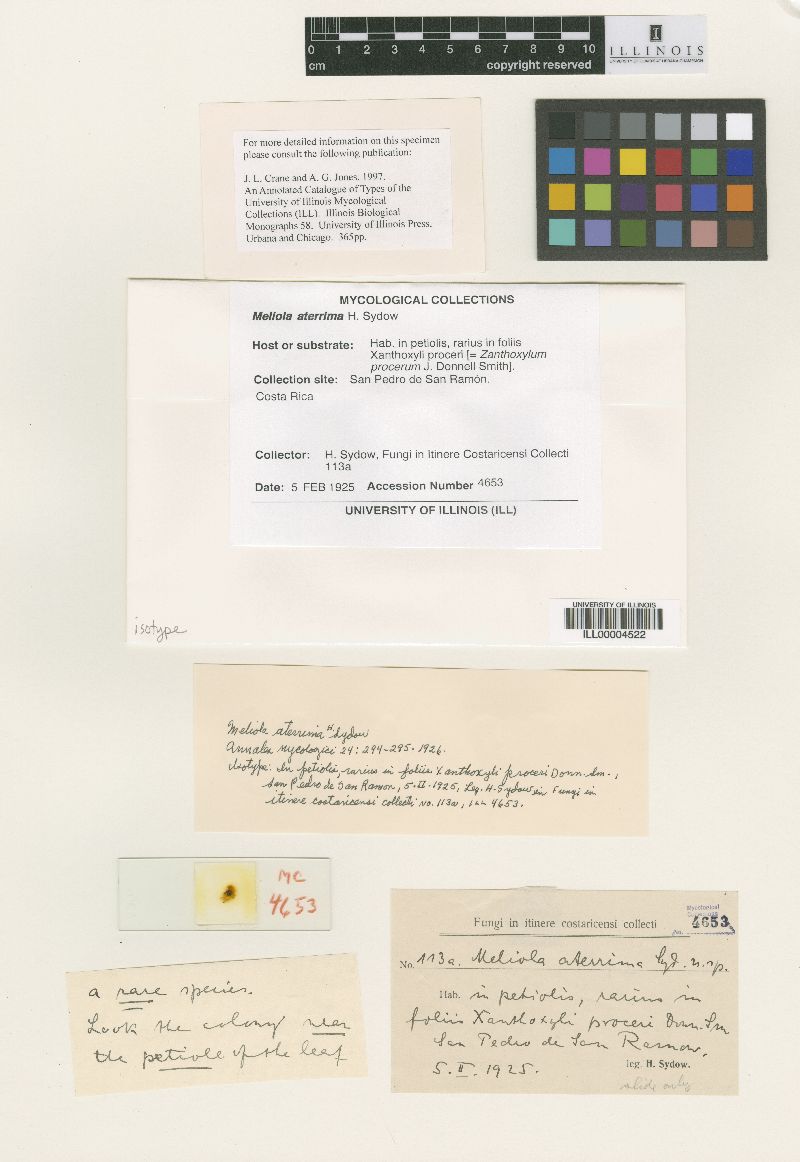 0 1 2 3 4 5 6 7 8 9 10
cm copyright reserved
I
ILLINOIS
UNIVERSITY OF ILLINOIS AT URBANA-CHAMPAIGN
For more detailed information on this specimen
please consult the following publication:
J. L. Crane and A. G. Jones. 1997.
An Annotated Catalogue of Types of the
University of Illinois Mycological
Collections (ILL). Illinois Biological
Monographs 58. University of Illinois Press.
Urbana and Chicago. 365pp.
MYCOLOGICAL COLLECTIONS
Meliola aterrima H. Sydow
Host or substrate: Hab. in petiolis, rarius in foliis
Xanthoxyli proceri [= Zanthoxylum
procerum J. Donnell Smith].
Collection site: San Pedro de San Ramón.
Costa Rica
Collector: H. Sydow, Fungi in Itinere Costaricensi Collecti
113a
Date: 5 FEB 1925 Accession Number 4653
UNIVERSITY OF ILLINOIS (ILL)
isotype
UNIVERSITY OF ILLINOIS
ILL00004522
Meliola aterrima H. Sydow
Annales mycologici 24: 294-295. 1926.
Isotype: In petiolis, rarius in foliis Xanthoxyli proceri Donn. Sm.,
San Pedro de San Ramon, 5.II.1925, Leg. H. Sydow in Fungi in
itinere costaricensi collecti no. 113a, ILL 4653.
MC
4653
Fungi in itinere costaricensi collecti
Mycological
No. 4653
No. 113a. Meliola aterrima Syd. n. sp.
Hab. in petiolis, rarius in
foliis Xanthoxyli proceri Donn. Sm
San Pedro de San Ramon.
leg. H. Sydow.
5. II. 1925.
slide only
a rare species.
Look the colony near
the petiole of the leaf